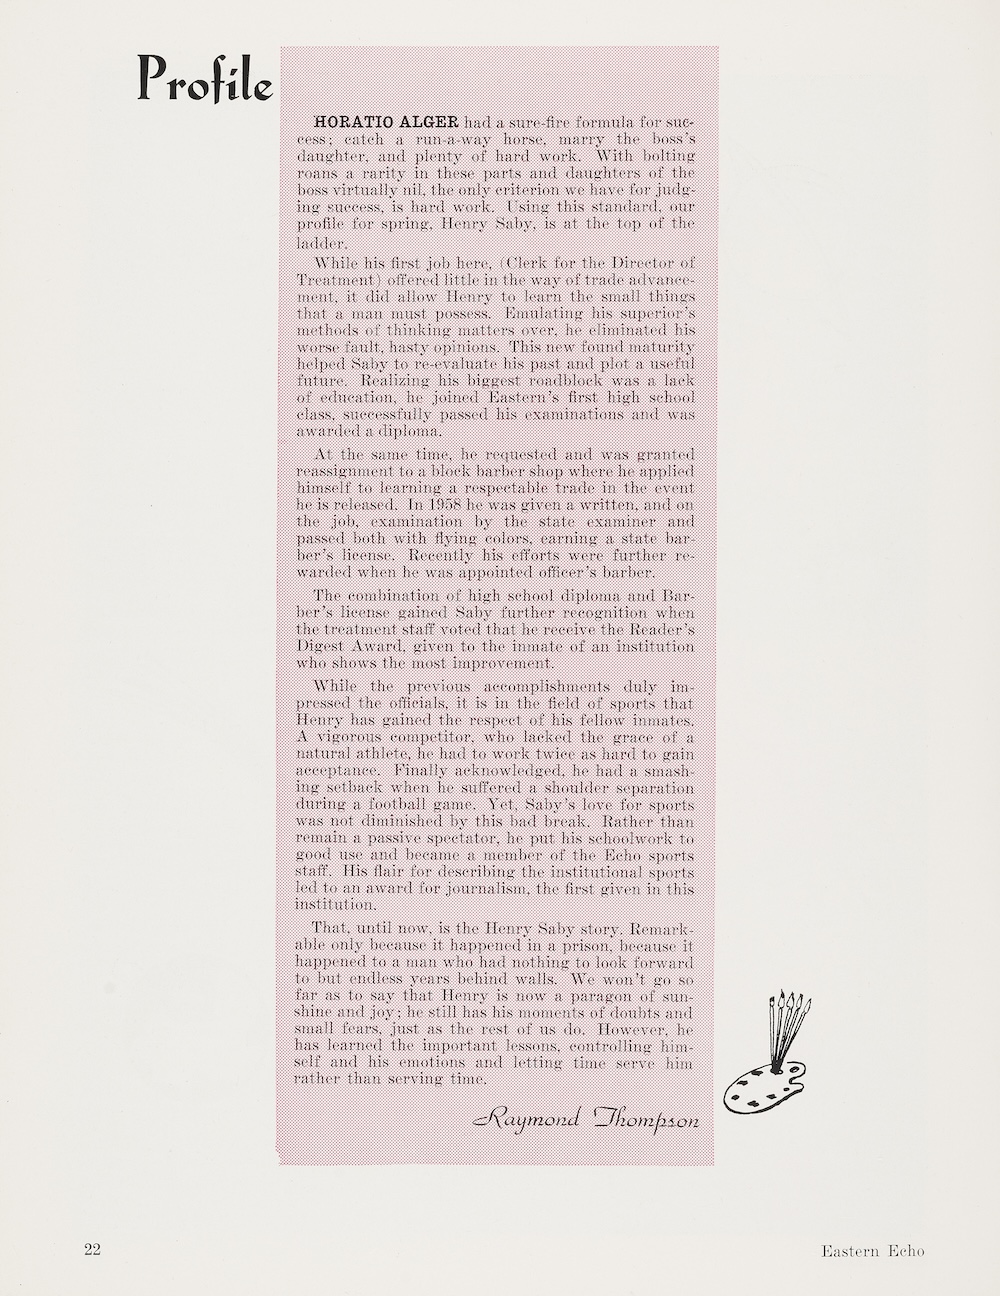 Profile
HORATIO ALGER had a sure-fire formula for suc-
cess; catch a run-a-way horse, marry the boss's
daughter, and plenty of hard work. With bolting
roans a rarity in these parts and daughters of the
boss virtually nil, the only criterion we have for judg-
ing success, is hard work. Using this standard, our
profile for spring, Henry Saby, is at the top of the
ladder.
While his first job here, (Clerk for the Director of
Treatment) offered little in the way of trade advance-
ment, it did allow Henry to learn the small things
that a man must possess. Emulating his superior's
methods of thinking matters over, he eliminated his
worse fault, hasty opinions. This new found maturity
helped Saby to re-evaluate his past and plot a useful
future. Realizing his biggest roadblock was a lack
of education, he joined Eastern's first high school
class, successfully passed his examinations and was
awarded a diploma.
At the same time, he requested and was granted
reassignment to a block barber shop where he applied
himself to learning a respectable trade in the event
he is released. In 1958 he was given a written, and on
the job, examination by the state examiner and
passed both with flying colors, earning a state bar-
ber's license. Recently his efforts were further re-
warded when he was appointed officer's barber.
The combination of high school diploma and Bar-
ber's license gained Saby further recognition when
the treatment staff voted that he receive the Reader's
Digest Award, given to the inmate of an institution
who shows the most improvement.
While the previous accomplishments duly im-
pressed the officials, it is in the field of sports that
Henry has gained the respect of his fellow inmates.
A vigorous competitor, who lacked the grace of a
natural athlete, he had to work twice as hard to gain
acceptance. Finally acknowledged, he had a smash-
ing setback when he suffered a shoulder separation
during a football game. Yet, Saby's love for sports
was not diminished by this bad break. Rather than
remain a passive spectator, he put his schoolwork to
good use and became a member of the Echo sports
staff. His flair for describing the institutional sports
led to an award for journalism, the first given in this
institution.
That, until now, is the Henry Saby story. Remark-
able only because it happened in a prison, because it
happened to a man who had nothing to look forward
to but endless years behind walls. We won't go so
far as to say that Henry is now a paragon of sun-
shine and joy; he still has his moments of doubts and
small fears, just as the rest of us do. However, he
has learned the important lessons, controlling him-
self and his emotions and letting time serve him
rather than serving time.
Raymond Thompson
22
Eastern Echo